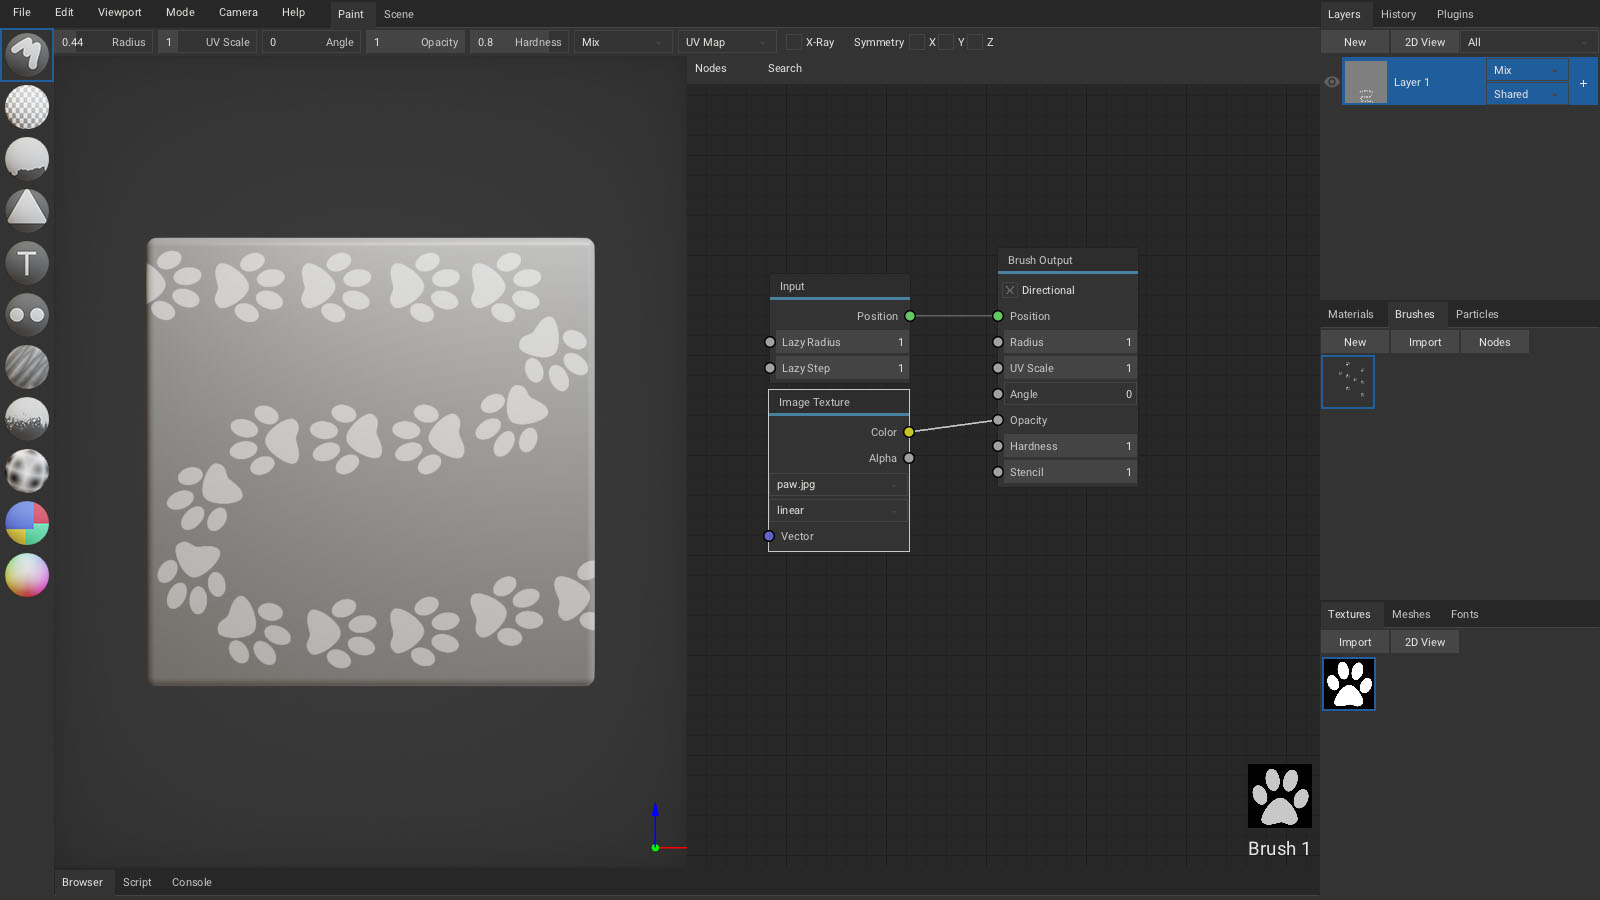 File Edit Viewport Mode Camera Help Paint Scene
0.44 Radius 1 UV Scale 0 Angle 1 Opacity 0.8 Hardness Mix UV Map X-Ray Symmetry X Y Z
Nodes Search
T
Input
Position
Lazy Radius 1
Lazy Step 1
Image Texture
Color
Alpha
paw.jpg
linear
Vector
Brush Output
Directional
Position
Radius 1
UV Scale 1
Angle 0
Opacity
Hardness 1
Stencil 1
Brush 1
Browser Script Console
Layers History Plugins
New 2D View All
Layer 1 Mix
Shared
+
Materials Brushes Particles
New Import Nodes
Textures Meshes Fonts
Import 2D View